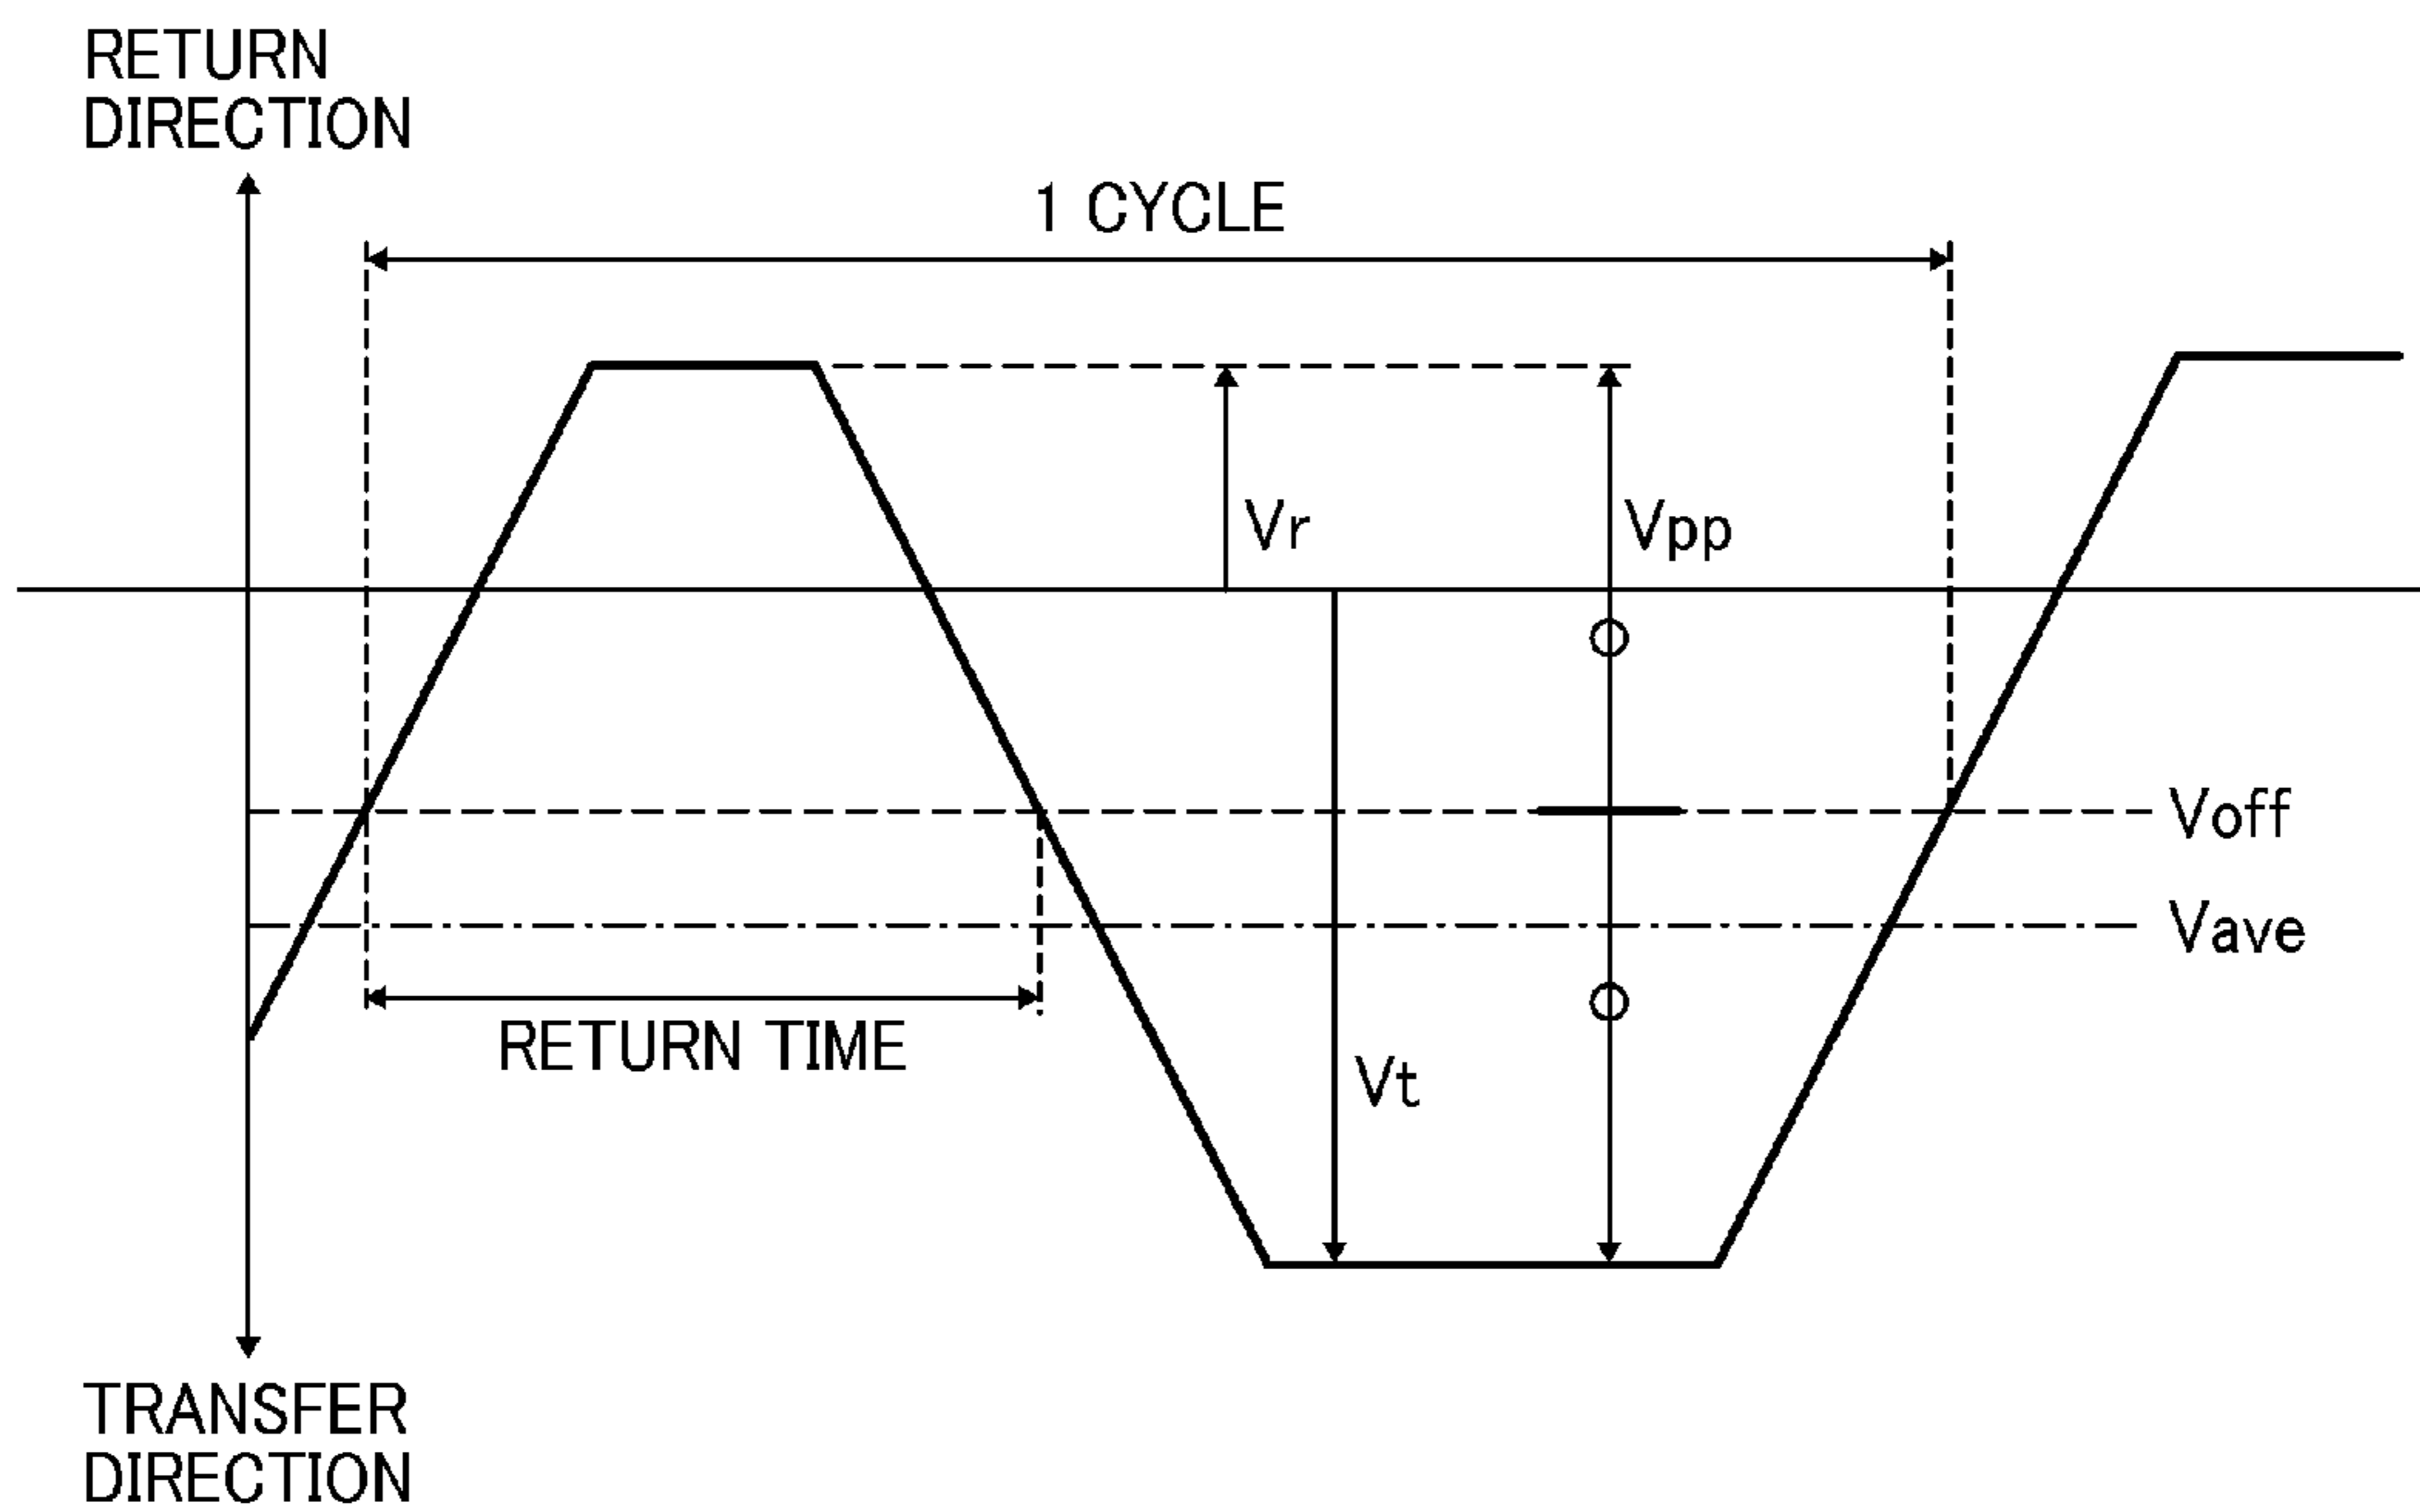 RETURN
DIRECTION
1 CYCLE
Vr
Vpp
Voff
Vave
RETURN TIME
Vt
TRANSFER
DIRECTION